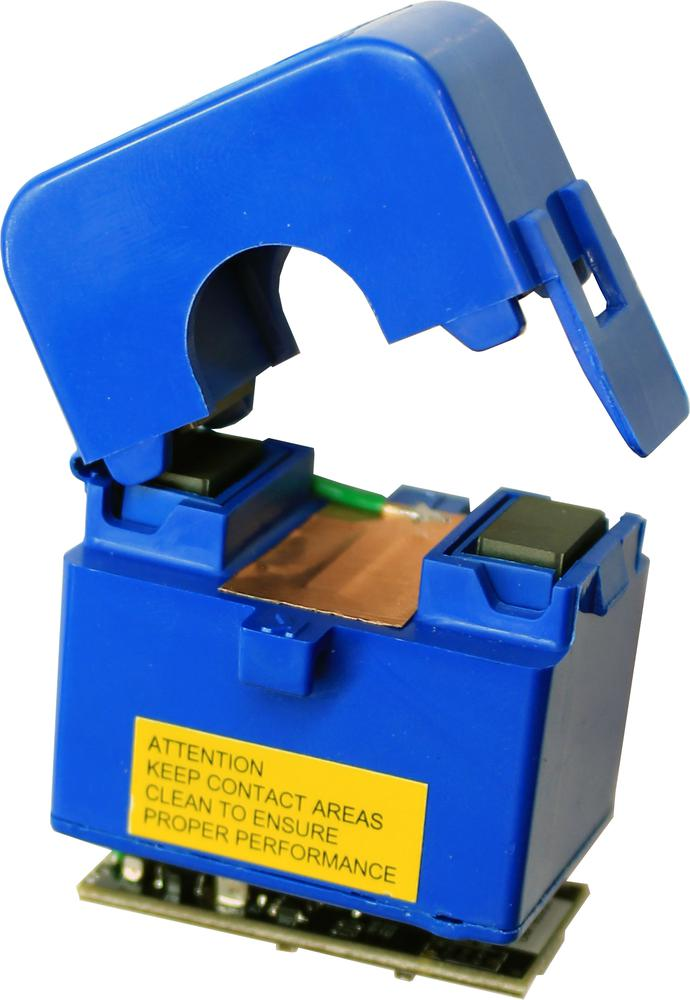 ATTENTION
KEEP CONTACT AREAS
CLEAN TO ENSURE
PROPER PERFORMANCE